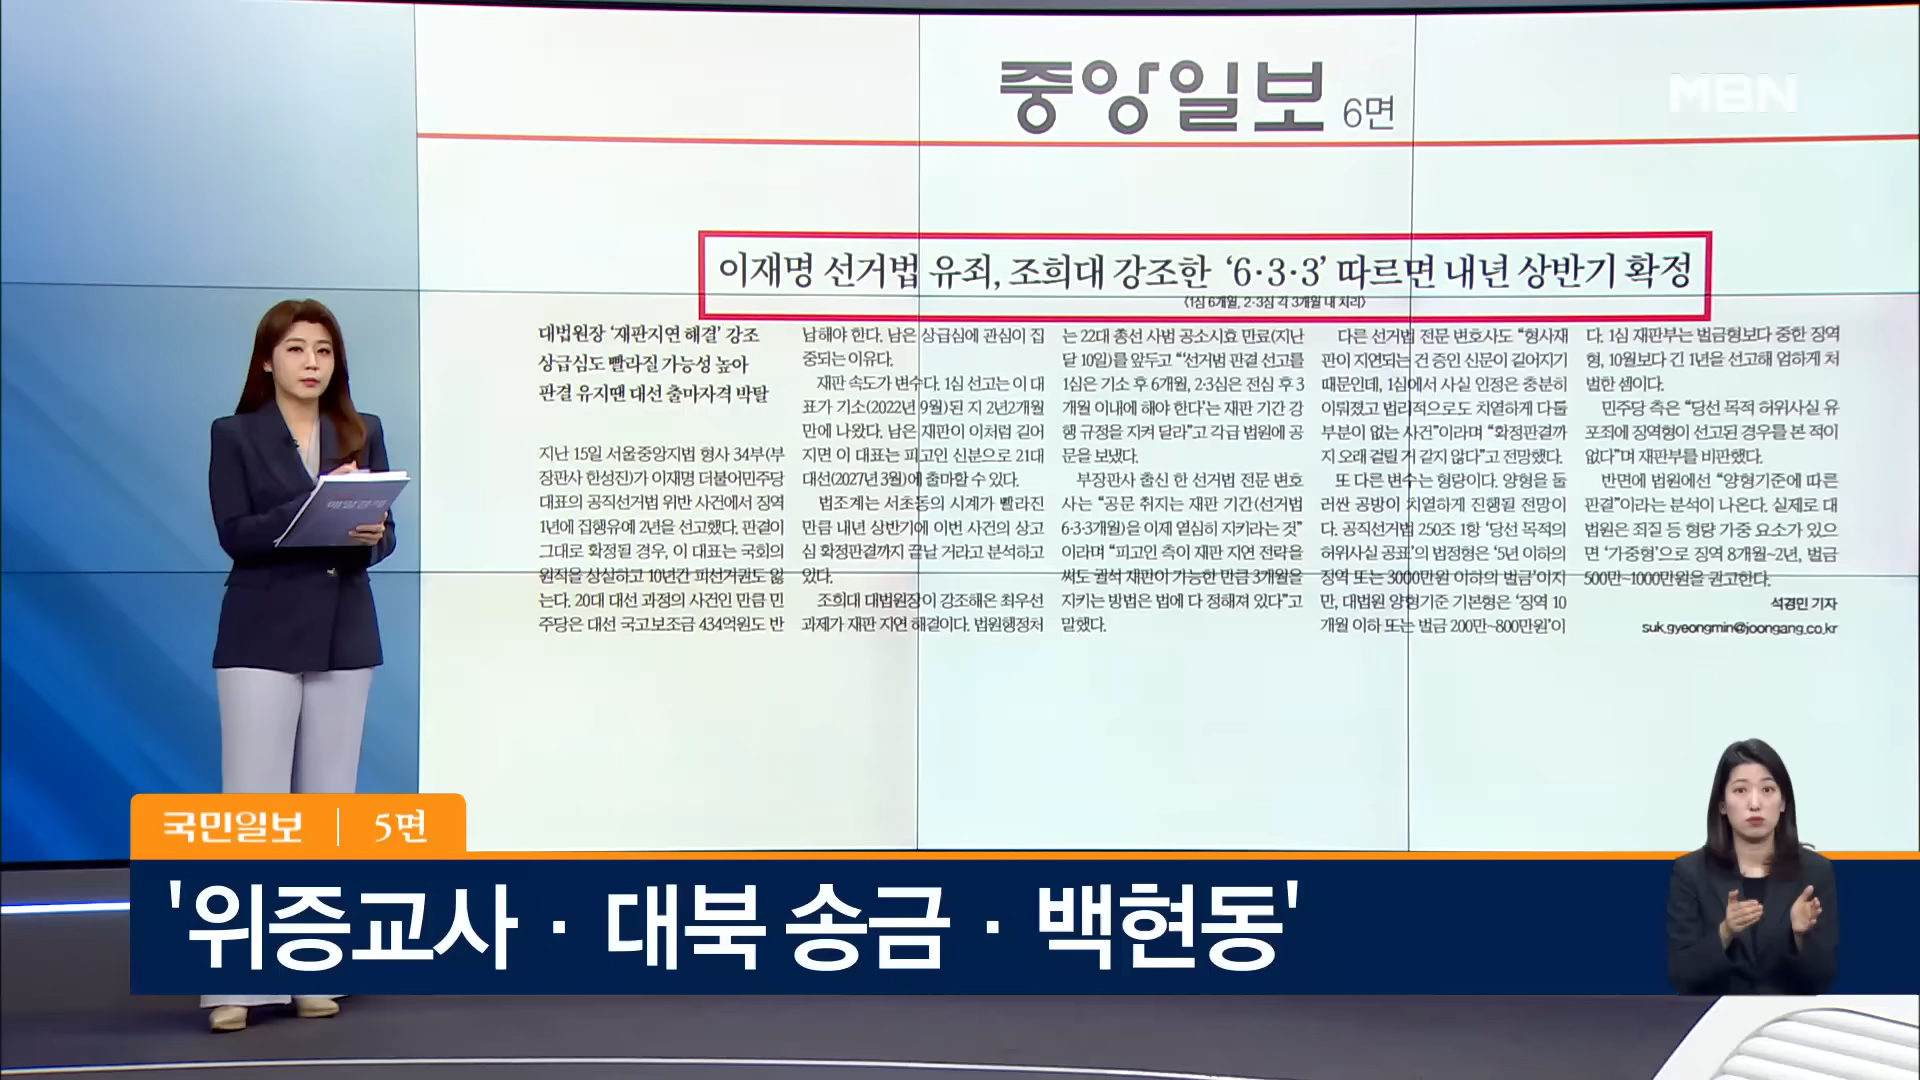 중앙일보 6면
MBN
이재명 선거법 유죄, 조희대 강조한 ‘6·3·3’ 따르면 내년 상반기 확정
(1심 6개월, 2·3심 각 3개월 내 처리)
대법원장 ‘재판지연 해결’ 강조
상급심도 빨라질 가능성 높아
판결 유지땐 대선 출마자격 박탈
지난 15일 서울중앙지법 형사 34부(부
장판사 한성진)가 이재명 더불어민주당
대표의 공직선거법 위반 사건에서 징역
1년에 집행유예 2년을 선고했다. 판결이
그대로 확정될 경우, 이 대표는 국회의
원직을 상실하고 10년간 피선거권도 잃
는다. 20대 대선 과정의 사건인 만큼 민
주당은 대선 국고보조금 434억원도 반
납해야 한다. 남은 상급심에 관심이 집
중되는 이유다.
재판 속도가 변수다. 1심 선고는 이 대
표가 기소(2022년 9월)된 지 2년2개월
만에 나왔다. 남은 재판이 이처럼 길어
지면 이 대표는 피고인 신분으로 21대
대선(2027년 3월)에 출마할 수 있다.
법조계는 서초동의 시계가 빨라진
만큼 내년 상반기에 이번 사건의 상고
심 확정판결까지 끝날 거라고 분석하고
있다.
조희대 대법원장이 강조해온 최우선
과제가 재판 지연 해결이다. 법원행정처
는 22대 총선 사범 공소시효 만료(지난
달 10일)를 앞두고 “선거범 판결 선고를
1심은 기소 후 6개월, 2·3심은 전심 후 3
개월 이내에 해야 한다’는 재판 기간 강
행 규정을 지켜 달라”고 각급 법원에 공
문을 보냈다.
부장판사 출신 한 선거법 전문 변호
사는 “공문 취지는 재판 기간(선거법
6·3·3개월)을 이제 열심히 지키라는 것”
이라며 “피고인 측이 재판 지연 전략을
써도 궐석 재판이 가능한 만큼 3개월을
지키는 방법은 법에 다 정해져 있다”고
말했다.
다른 선거법 전문 변호사도 “형사재
판이 지연되는 건 증인 신문이 길어지기
때문인데, 1심에서 사실 인정은 충분히
이뤄졌고 법리적으로도 치열하게 다툴
부분이 없는 사건”이라며 “확정판결까
지 오래 걸릴 거 같지 않다”고 전망했다.
또 다른 변수는 형량이다. 양형을 둘
러싼 공방이 치열하게 진행될 전망이
다. 공직선거법 250조 1항 ‘당선 목적의
허위사실 공표’의 법정형은 ‘5년 이하의
징역 또는 3000만원 이하의 벌금’이지
만, 대법원 양형기준 기본형은 ‘징역 10
개월 이하 또는 벌금 200만~800만원’이
다. 1심 재판부는 벌금형보다 중한 징역
형, 10월보다 긴 1년을 선고해 엄하게 처
벌한 셈이다.
민주당 측은 “당선 목적 허위사실 유
포죄에 징역형이 선고된 경우를 본 적이
없다”며 재판부를 비판했다.
반면에 법원에선 “양형기준에 따른
판결”이라는 분석이 나온다. 실제로 대
법원은 죄질 등 형량 가중 요소가 있으
면 ‘가중형’으로 징역 8개월~2년, 벌금
500만~1000만원을 권고한다.
석경민 기자
suk.gyeongmin@joongang.co.kr
매일경제
국민일보 | 5면
'위증교사 · 대북 송금 · 백현동'